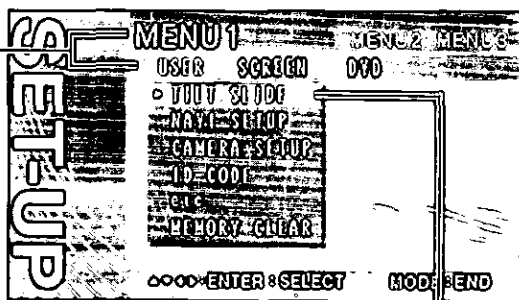 SET-UP
MENU1 MENU2 MENU3
USER SCREEN DVD
TILT SLIDE
NAVI-SETUP
CAMERA-SETUP
ID-CODE
etc
MEMORY CLEAR
ENTER:SELECT MODE:END